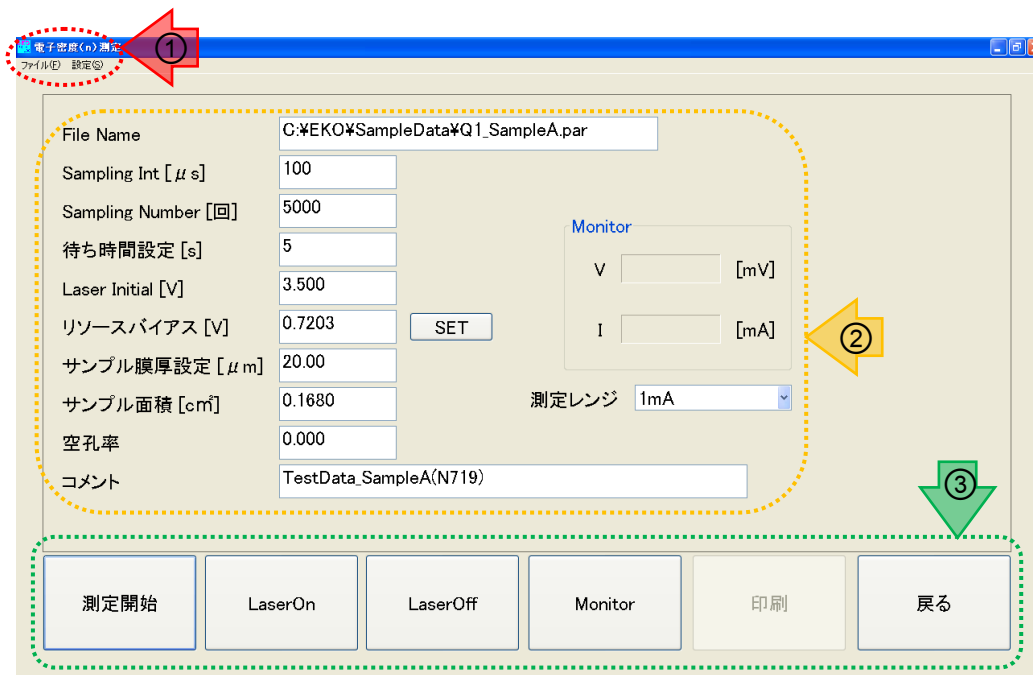 電子密度(n)測定
①
ファイル(F) 設定(S)
File Name
C:¥EKO¥SampleData¥Q1_SampleA.par
Sampling Int [μs]
100
Sampling Number [回]
5000
待ち時間設定 [s]
5
Laser Initial [V]
3.500
リソースバイアス [V]
0.7203
SET
サンプル膜厚設定 [μm]
20.00
サンプル面積 [c㎡]
0.1680
空孔率
0.000
コメント
TestData_SampleA(N719)
Monitor
V [mV]
I [mA]
②
測定レンジ 1mA
③
測定開始
LaserOn
LaserOff
Monitor
印刷
戻る